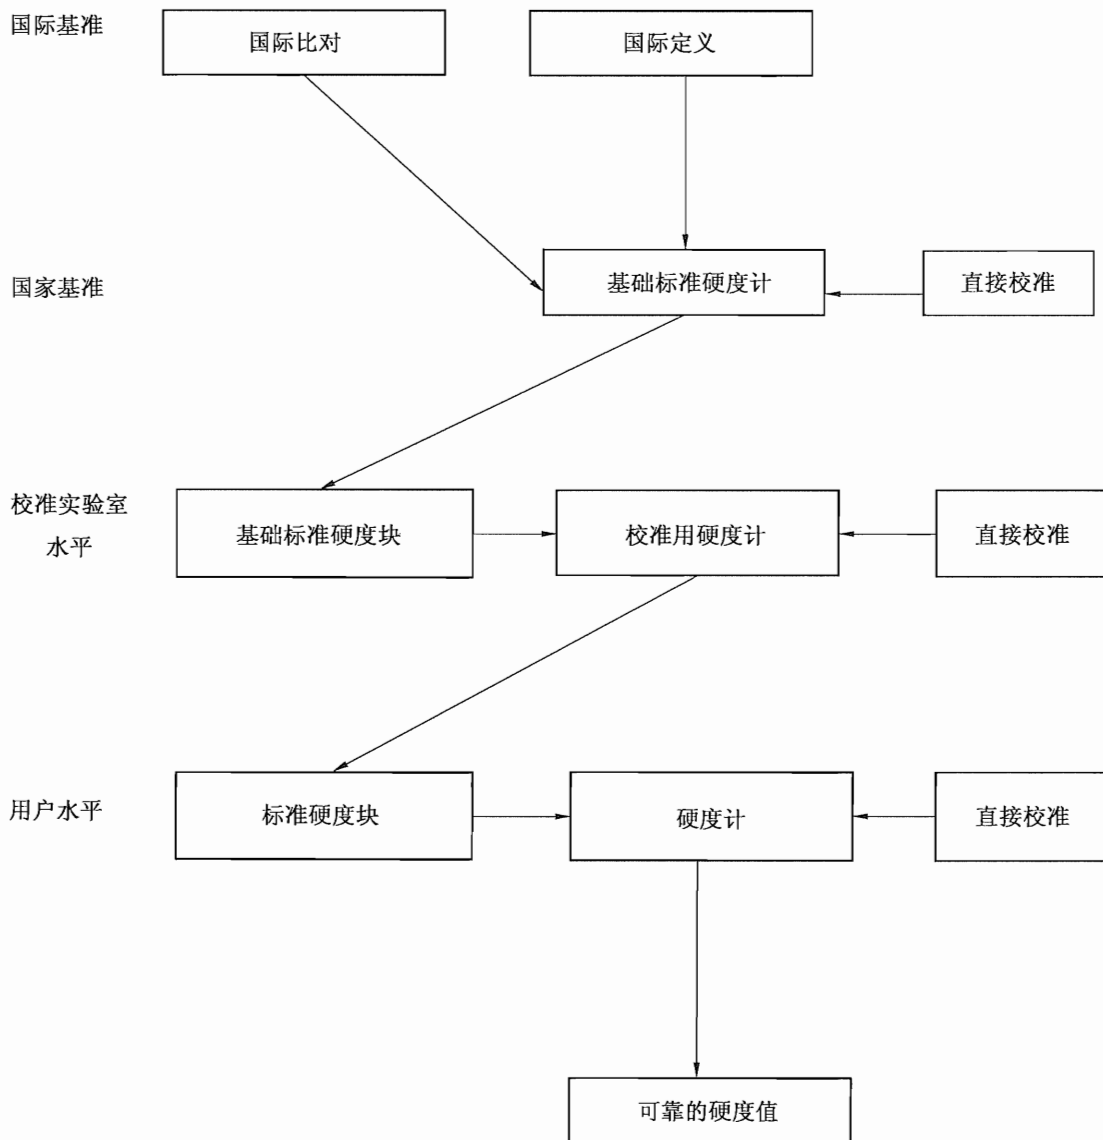 国际基准
国际比对
国际定义
国家基准
基础标准硬度计
直接校准
校准实验室
水平
基础标准硬度块
校准用硬度计
直接校准
用户水平
标准硬度块
硬度计
直接校准
可靠的硬度值